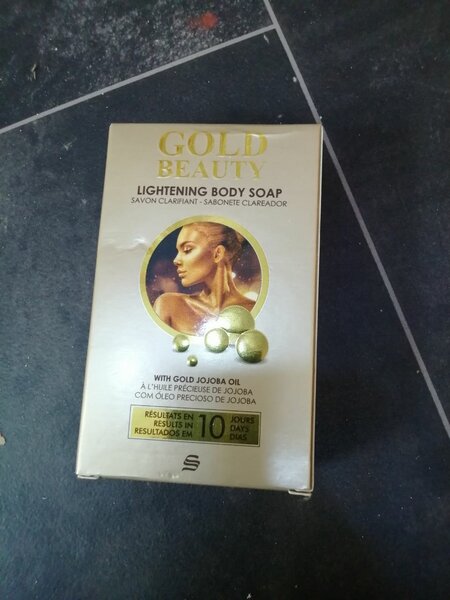 GOLD
BEAUTY
LIGHTENING BODY SOAP
SAVON CLARIFIANT - SABONETE CLAREADOR
WITH GOLD JOJOBA OIL
À L'HUILE PRÉCIEUSE DE JOJOBA
COM ÓLEO PRECIOSO DE JOJOBA
RÉSULTATS EN
RESULTS IN
RESULTADOS EM
10
JOURS
DAYS
DIAS